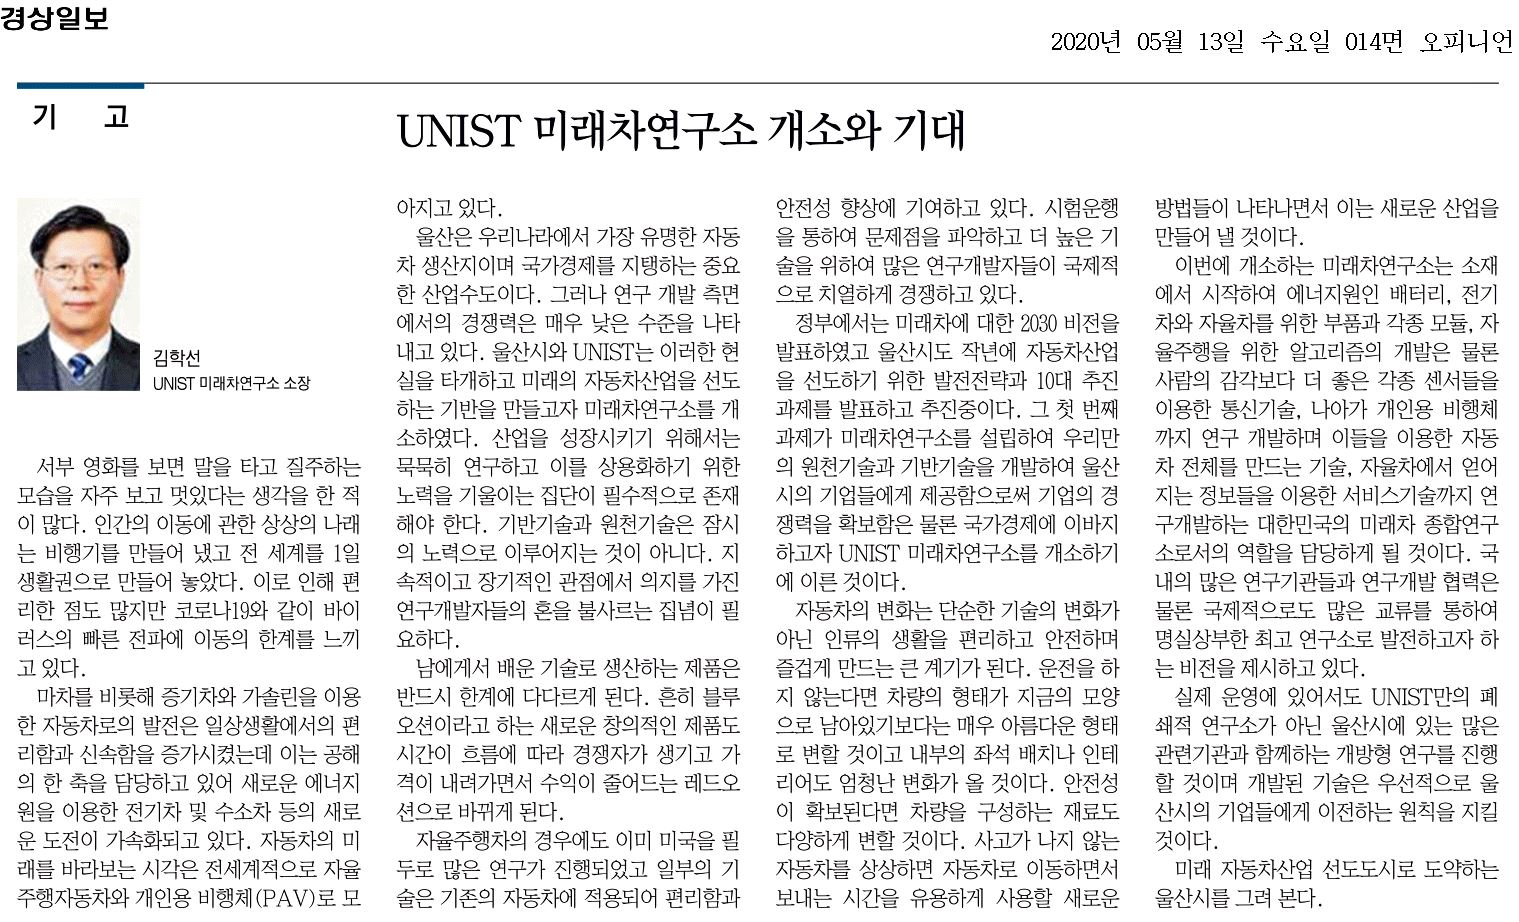 경상일보
2020년 05월 13일 수요일 014면 오피니언
기 고
UNIST 미래차연구소 개소와 기대
김학선
UNIST 미래차연구소 소장
서부 영화를 보면 말을 타고 질주하는
모습을 자주 보고 멋있다는 생각을 한 적
이 많다. 인간의 이동에 관한 상상의 나래
는 비행기를 만들어 냈고 전 세계를 1일
생활권으로 만들어 놓았다. 이로 인해 편
리한 점도 많지만 코로나19와 같이 바이
러스의 빠른 전파에 이동의 한계를 느끼
고 있다.
마차를 비롯해 증기차와 가솔린을 이용
한 자동차로의 발전은 일상생활에서의 편
리함과 신속함을 증가시켰는데 이는 공해
의 한 축을 담당하고 있어 새로운 에너지
원을 이용한 전기차 및 수소차 등의 새로
운 도전이 가속화되고 있다. 자동차의 미
래를 바라보는 시각은 전세계적으로 자율
주행자동차와 개인용 비행체(PAV)로 모
아지고 있다.
울산은 우리나라에서 가장 유명한 자동
차 생산지이며 국가경제를 지탱하는 중요
한 산업수도이다. 그러나 연구 개발 측면
에서의 경쟁력은 매우 낮은 수준을 나타
내고 있다. 울산시와 UNIST는 이러한 현
실을 타개하고 미래의 자동차산업을 선도
하는 기반을 만들고자 미래차연구소를 개
소하였다. 산업을 성장시키기 위해서는
묵묵히 연구하고 이를 상용화하기 위한
노력을 기울이는 집단이 필수적으로 존재
해야 한다. 기반기술과 원천기술은 잠시
의 노력으로 이루어지는 것이 아니다. 지
속적이고 장기적인 관점에서 의지를 가진
연구개발자들의 혼을 불사르는 집념이 필
요하다.
남에게서 배운 기술로 생산하는 제품은
반드시 한계에 다다르게 된다. 흔히 블루
오션이라고 하는 새로운 창의적인 제품도
시간이 흐름에 따라 경쟁자가 생기고 가
격이 내려가면서 수익이 줄어드는 레드오
션으로 바뀌게 된다.
자율주행차의 경우에도 이미 미국을 필
두로 많은 연구가 진행되었고 일부의 기
술은 기존의 자동차에 적용되어 편리함과
안전성 향상에 기여하고 있다. 시험운행
을 통하여 문제점을 파악하고 더 높은 기
술을 위하여 많은 연구개발자들이 국제적
으로 치열하게 경쟁하고 있다.
정부에서는 미래차에 대한 2030 비전을
발표하였고 울산시도 작년에 자동차산업
을 선도하기 위한 발전전략과 10대 추진
과제를 발표하고 추진중이다. 그 첫 번째
과제가 미래차연구소를 설립하여 우리만
의 원천기술과 기반기술을 개발하여 울산
시의 기업들에게 제공함으로써 기업의 경
쟁력을 확보함은 물론 국가경제에 이바지
하고자 UNIST 미래차연구소를 개소하기
에 이른 것이다.
자동차의 변화는 단순한 기술의 변화가
아닌 인류의 생활을 편리하고 안전하며
즐겁게 만드는 큰 계기가 된다. 운전을 하
지 않는다면 차량의 형태가 지금의 모양
으로 남아있기보다는 매우 아름다운 형태
로 변할 것이고 내부의 좌석 배치나 인테
리어도 엄청난 변화가 올 것이다. 안전성
이 확보된다면 차량을 구성하는 재료도
다양하게 변할 것이다. 사고가 나지 않는
자동차를 상상하면 자동차로 이동하면서
보내는 시간을 유용하게 사용할 새로운
방법들이 나타나면서 이는 새로운 산업을
만들어 낼 것이다.
이번에 개소하는 미래차연구소는 소재
에서 시작하여 에너지원인 배터리, 전기
차와 자율차를 위한 부품과 각종 모듈, 자
율주행을 위한 알고리즘의 개발은 물론
사람의 감각보다 더 좋은 각종 센서들을
이용한 통신기술, 나아가 개인용 비행체
까지 연구 개발하며 이들을 이용한 자동
차 전체를 만드는 기술, 자율차에서 얻어
지는 정보들을 이용한 서비스기술까지 연
구개발하는 대한민국의 미래차 종합연구
소로서의 역할을 담당하게 될 것이다. 국
내의 많은 연구기관들과 연구개발 협력은
물론 국제적으로도 많은 교류를 통하여
명실상부한 최고 연구소로 발전하고자 하
는 비전을 제시하고 있다.
실제 운영에 있어서도 UNIST만의 폐
쇄적 연구소가 아닌 울산시에 있는 많은
관련기관과 함께하는 개방형 연구를 진행
할 것이며 개발된 기술은 우선적으로 울
산시의 기업들에게 이전하는 원칙을 지킬
것이다.
미래 자동차산업 선도도시로 도약하는
울산시를 그려 본다.